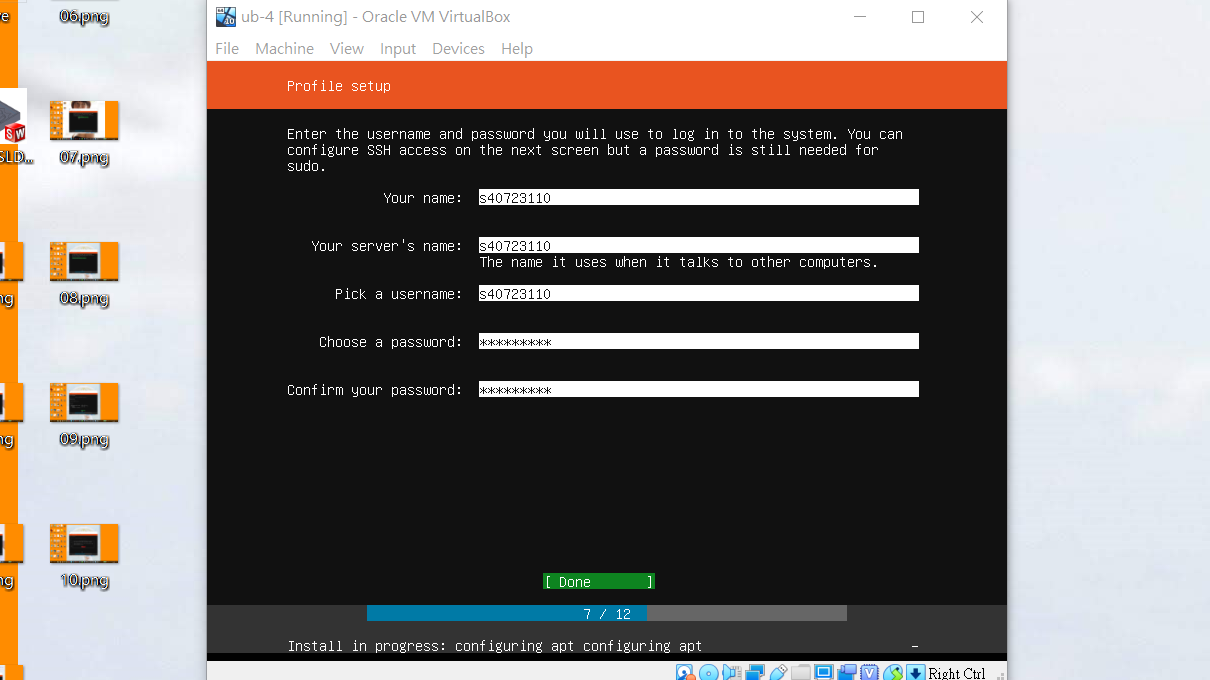 ub-4 [Running] - Oracle VM VirtualBox
File Machine View Input Devices Help
Profile setup
Enter the username and password you will use to log in to the system. You can
configure SSH access on the next screen but a password is still needed for
sudo.
Your name: s40723110
Your server's name: s40723110
The name it uses when it talks to other computers.
Pick a username: s40723110
Choose a password: *********
Confirm your password: *********
[ Done ]
7 / 12
Install in progress: configuring apt configuring apt -
Right Ctrl
06.png
07.png
08.png
09.png
10.png
SLD...
SW
ng
ng
ng